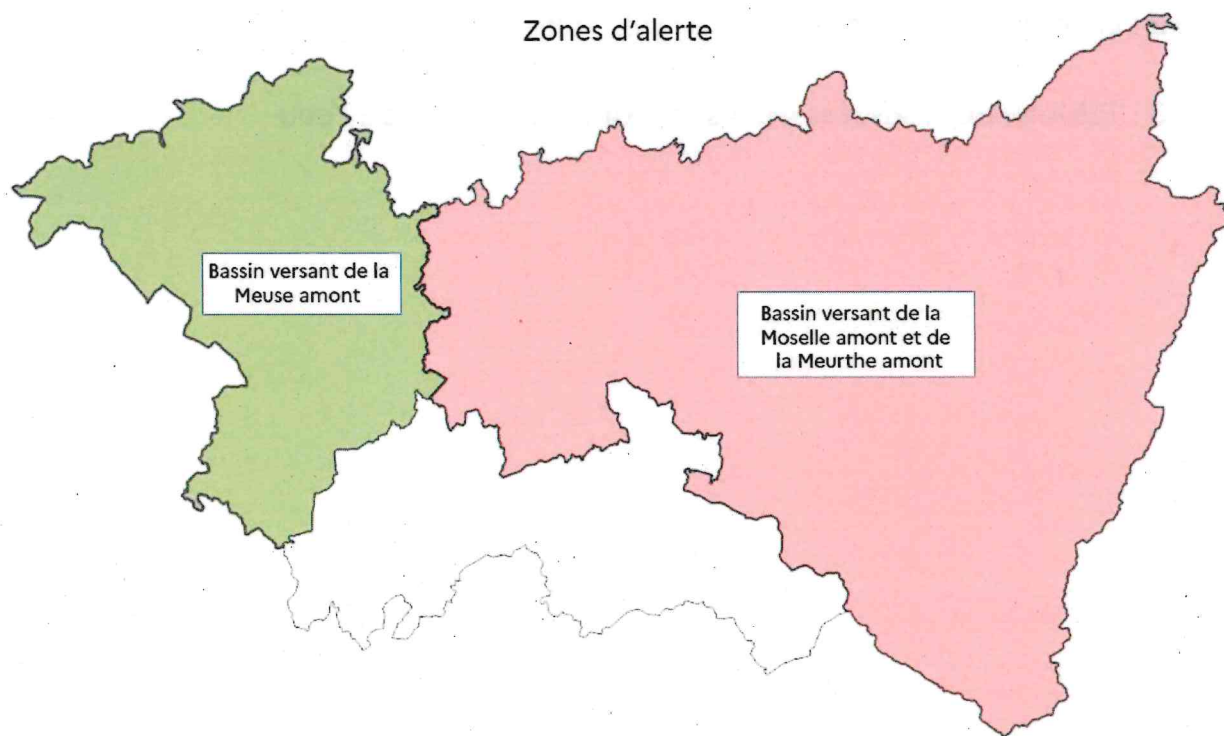 Zones d'alerte
Bassin versant de la
Meuse amont
Bassin versant de la
Moselle amont et de
la Meurthe amont